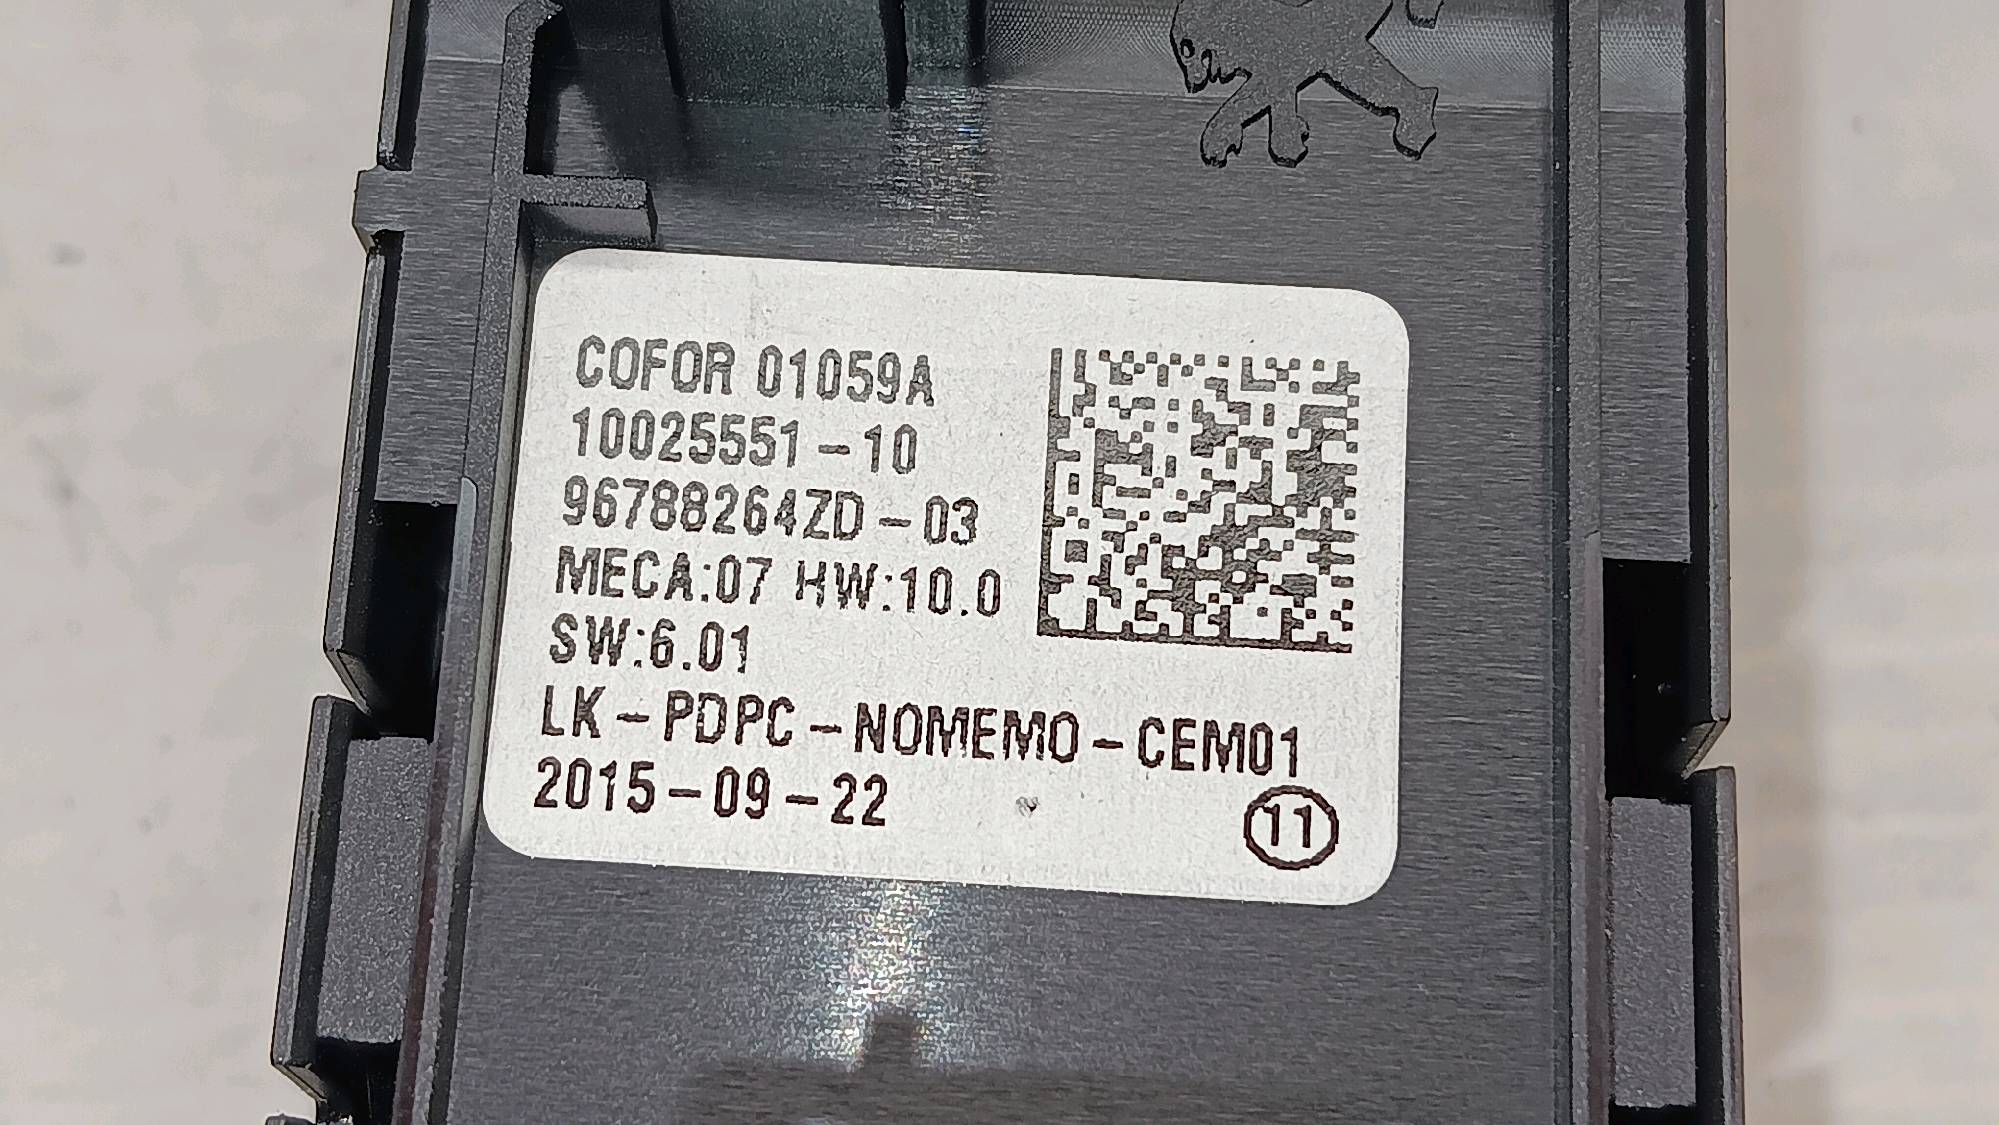 COFOR 01059A
10025551-10
96788264ZD-03
MECA:07 HW:10.0
SW:6.01
LK-PDPC-NOMEMO-CEM01
2015-09-22
11